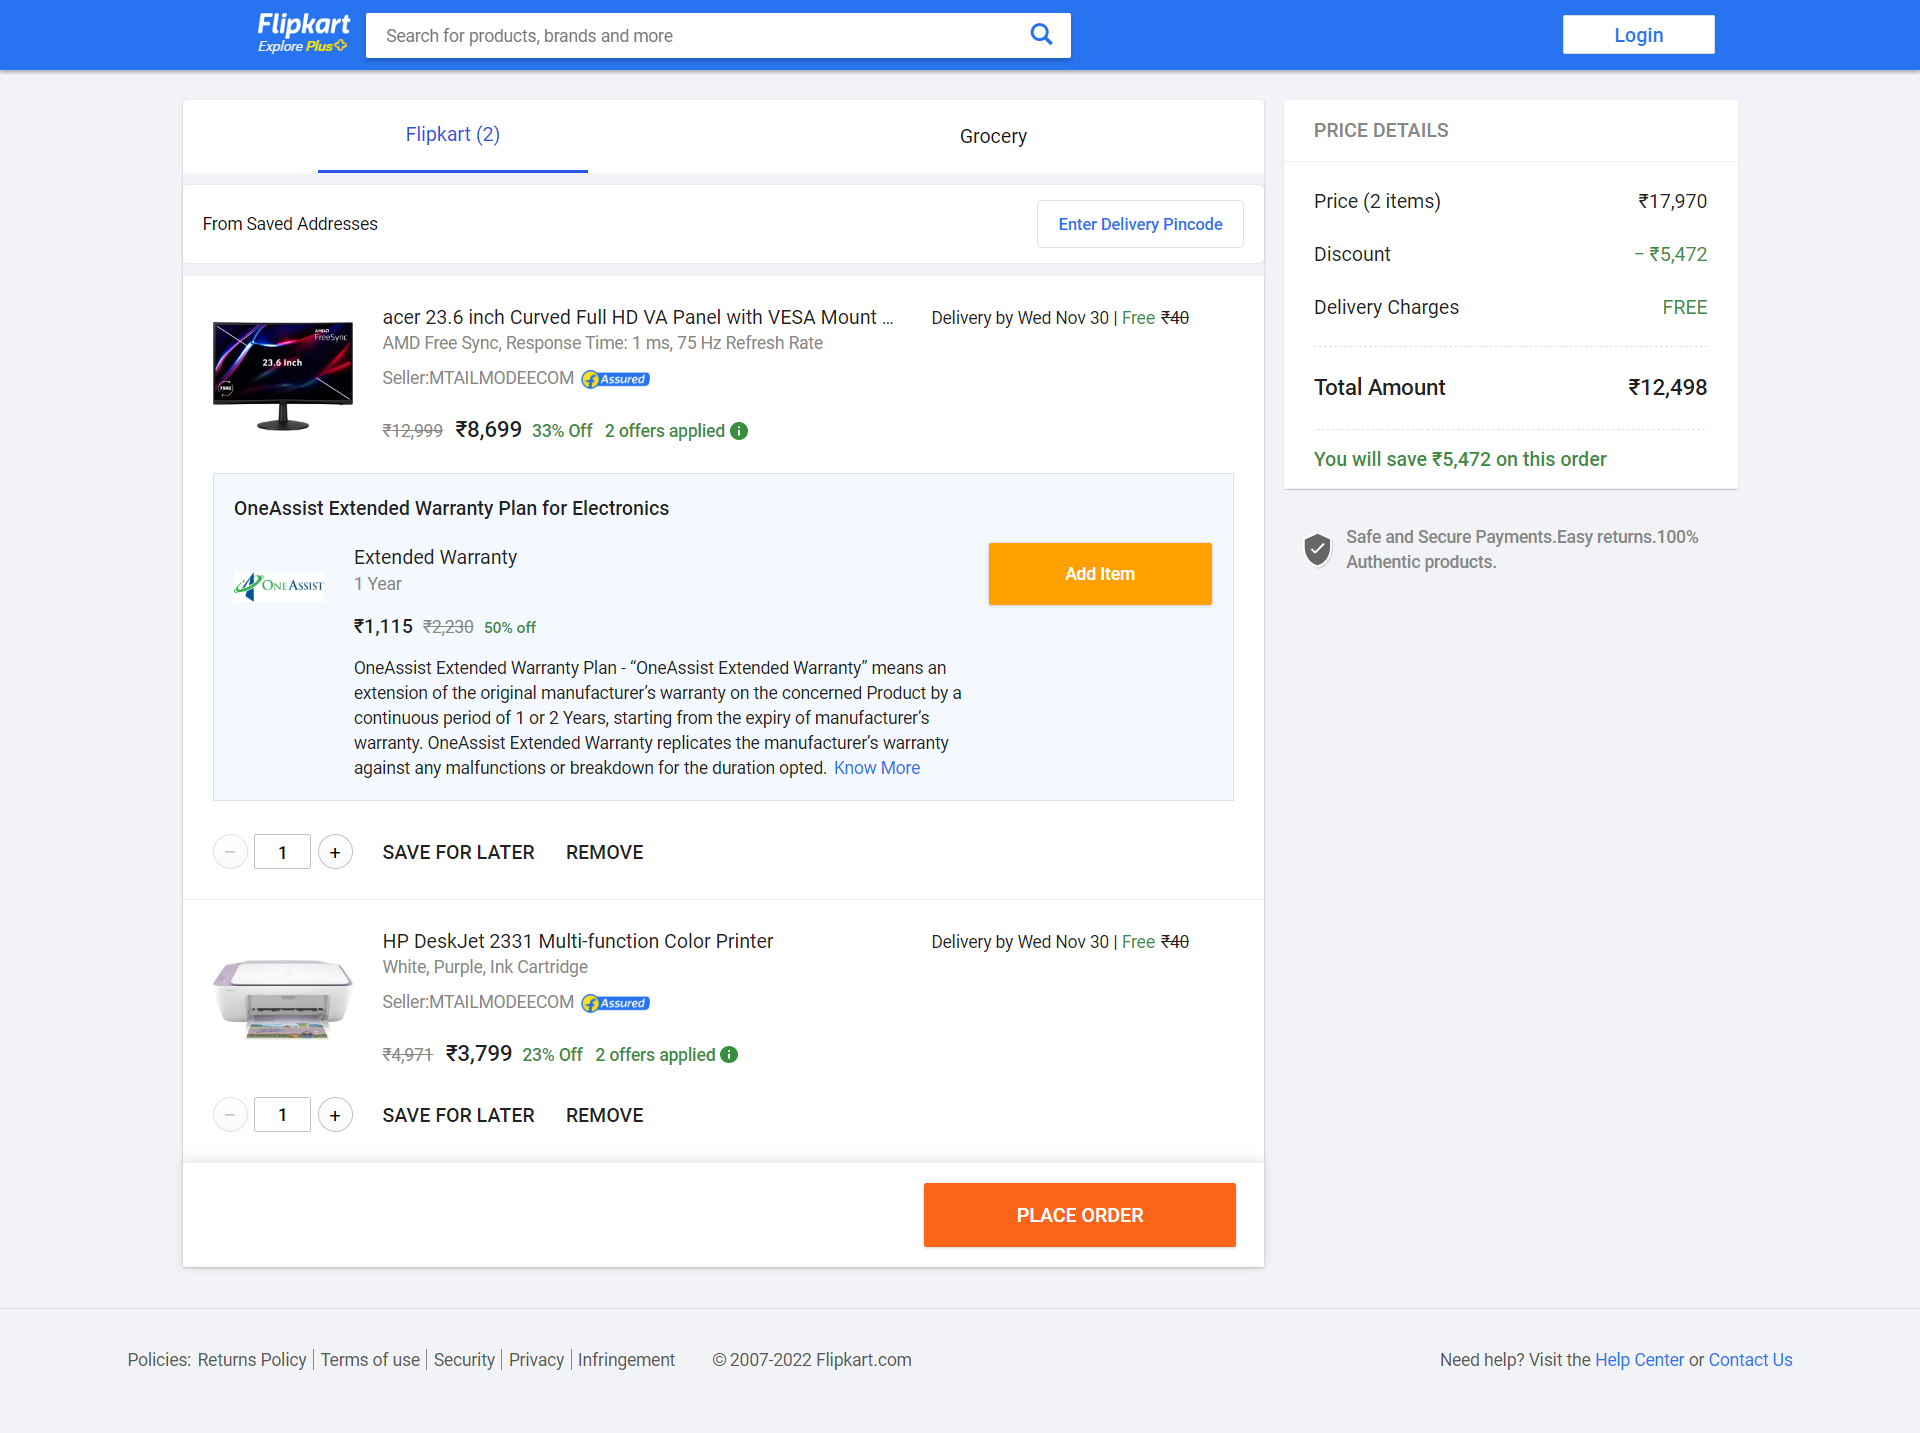 Flipkart
Explore Plus
Search for products, brands and more
Login
Flipkart (2)
Grocery
From Saved Addresses
Enter Delivery Pincode
AMD
FreeSync
23.6 Inch
75HZ
acer 23.6 inch Curved Full HD VA Panel with VESA Mount ...
Delivery by Wed Nov 30 | Free ₹40
AMD Free Sync, Response Time: 1 ms, 75 Hz Refresh Rate
Seller:MTAILMODEECOM
Assured
₹12,999 ₹8,699 33% Off 2 offers applied
OneAssist Extended Warranty Plan for Electronics
ONEASSIST
Extended Warranty
1 Year
Add Item
₹1,115 ₹2,230 50% off
OneAssist Extended Warranty Plan - “OneAssist Extended Warranty” means an
extension of the original manufacturer’s warranty on the concerned Product by a
continuous period of 1 or 2 Years, starting from the expiry of manufacturer’s
warranty. OneAssist Extended Warranty replicates the manufacturer’s warranty
against any malfunctions or breakdown for the duration opted. Know More
− 1 + SAVE FOR LATER REMOVE
HP DeskJet 2331 Multi-function Color Printer
Delivery by Wed Nov 30 | Free ₹40
White, Purple, Ink Cartridge
Seller:MTAILMODEECOM
Assured
₹4,971 ₹3,799 23% Off 2 offers applied
− 1 + SAVE FOR LATER REMOVE
PLACE ORDER
PRICE DETAILS
Price (2 items) ₹17,970
Discount − ₹5,472
Delivery Charges FREE
Total Amount ₹12,498
You will save ₹5,472 on this order
Safe and Secure Payments.Easy returns.100%
Authentic products.
Policies: Returns Policy | Terms of use | Security | Privacy | Infringement © 2007-2022 Flipkart.com
Need help? Visit the Help Center or Contact Us